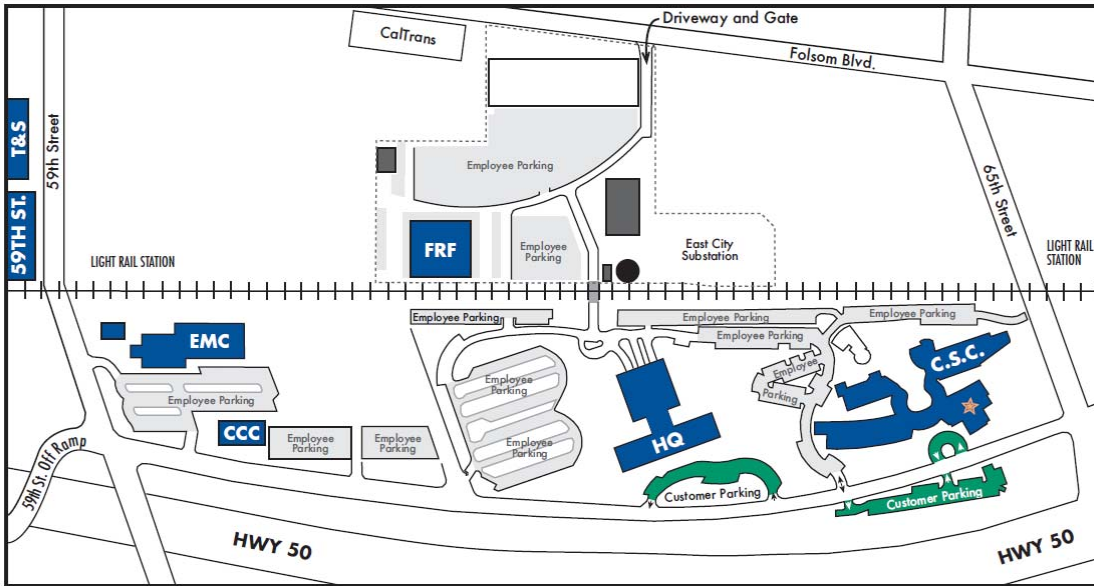 Driveway and Gate
CalTrans
Folsom Blvd.
T&S
59th Street
59TH ST.
Employee Parking
65th Street
FRF
Employee
Parking
East City
Substation
LIGHT RAIL STATION
LIGHT RAIL
STATION
Employee Parking
Employee Parking
Employee Parking
Employee Parking
EMC
C.S.C.
Employee
Parking
Employee
Parking
Employee Parking
CCC
Employee
Parking
Employee
Parking
Employee
Parking
HQ
59th St. Off Ramp
Customer Parking
Customer Parking
HWY 50
HWY 50